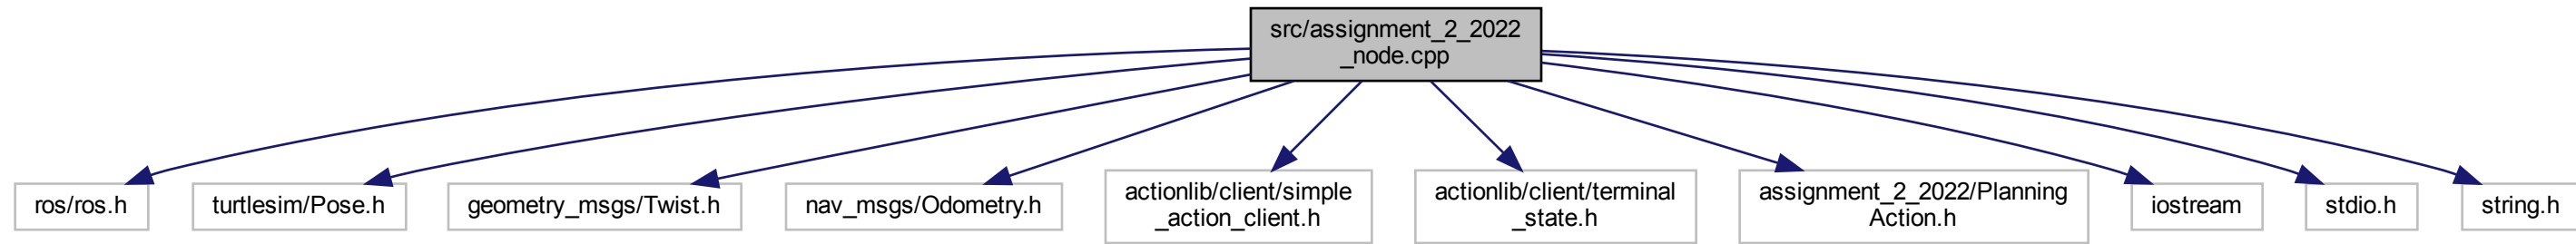 src/assignment_2_2022
_node.cpp
ros/ros.h
turtlesim/Pose.h
geometry_msgs/Twist.h
nav_msgs/Odometry.h
actionlib/client/simple
_action_client.h
actionlib/client/terminal
_state.h
assignment_2_2022/Planning
Action.h
iostream
stdio.h
string.h